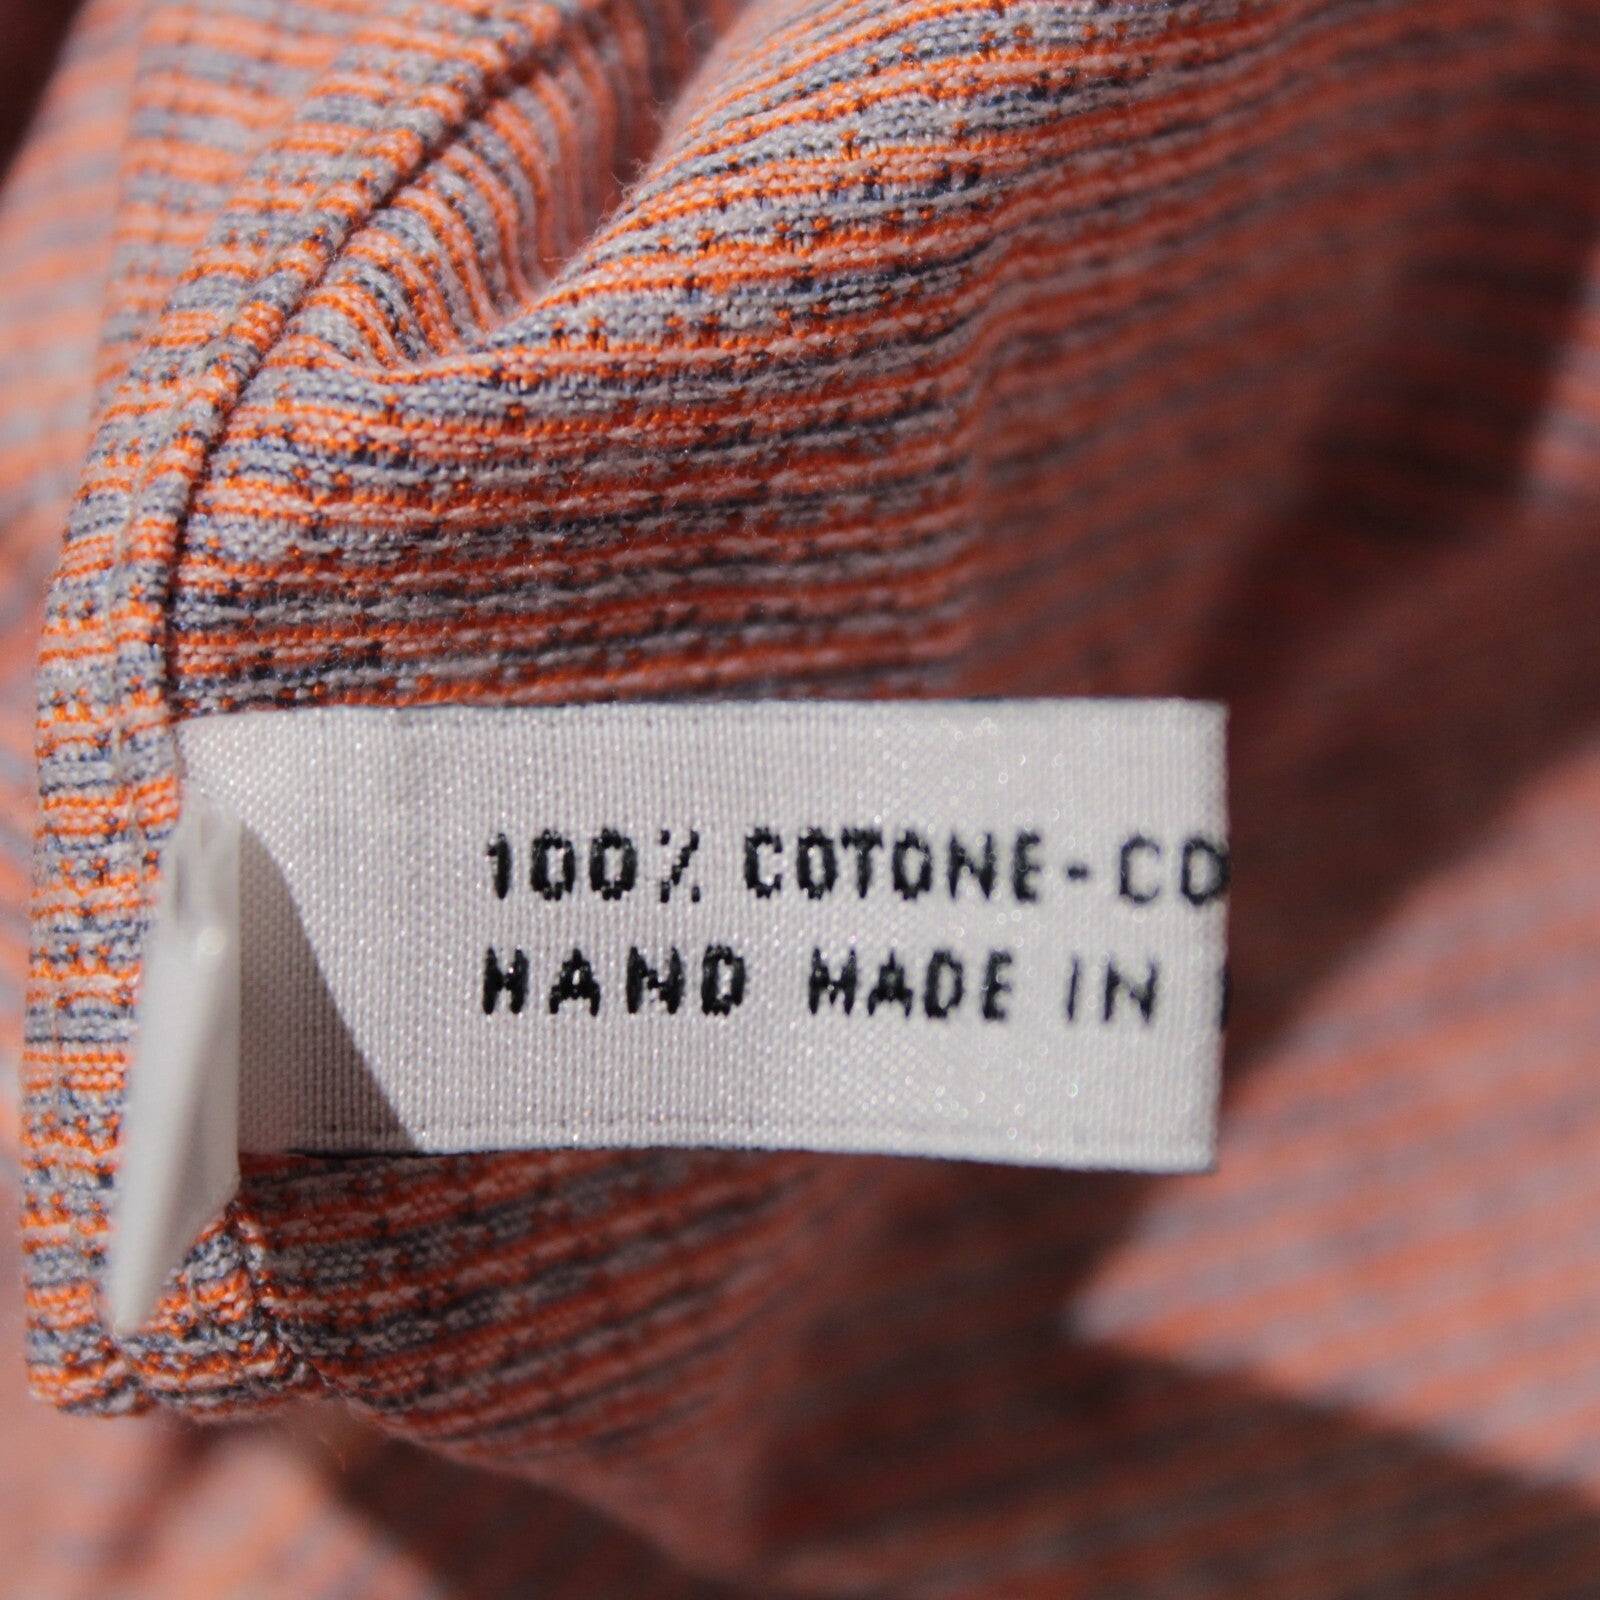 100% COTONE-CO
HAND MADE IN